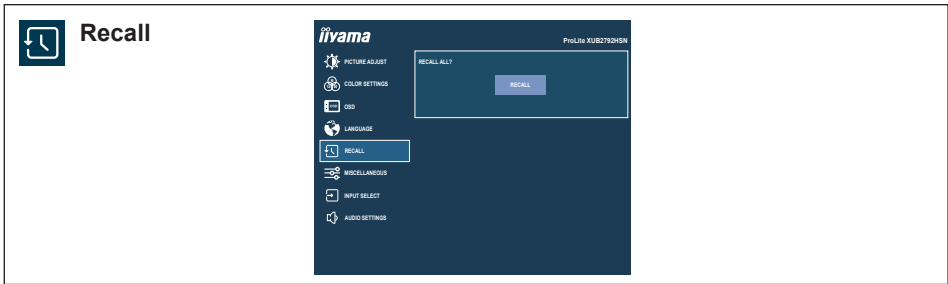 Recall
iiyama
ProLite XUB2792HSN
PICTURE ADJUST
RECALL ALL?
COLOR SETTINGS
RECALL
OSD
OSD
LANGUAGE
RECALL
MISCELLANEOUS
INPUT SELECT
AUDIO SETTINGS